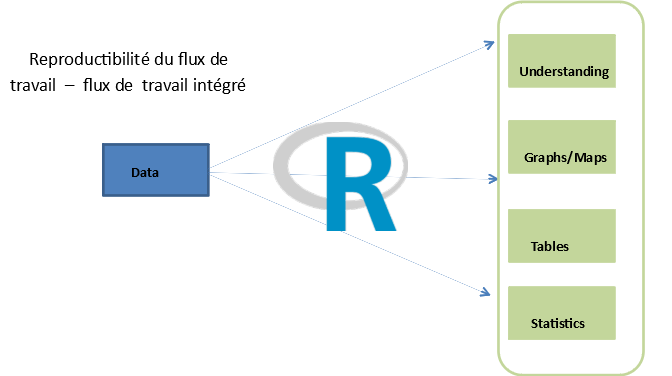 Reproductibilité du flux de
travail – flux de travail intégré
Data
R
Understanding
Graphs/Maps
Tables
Statistics